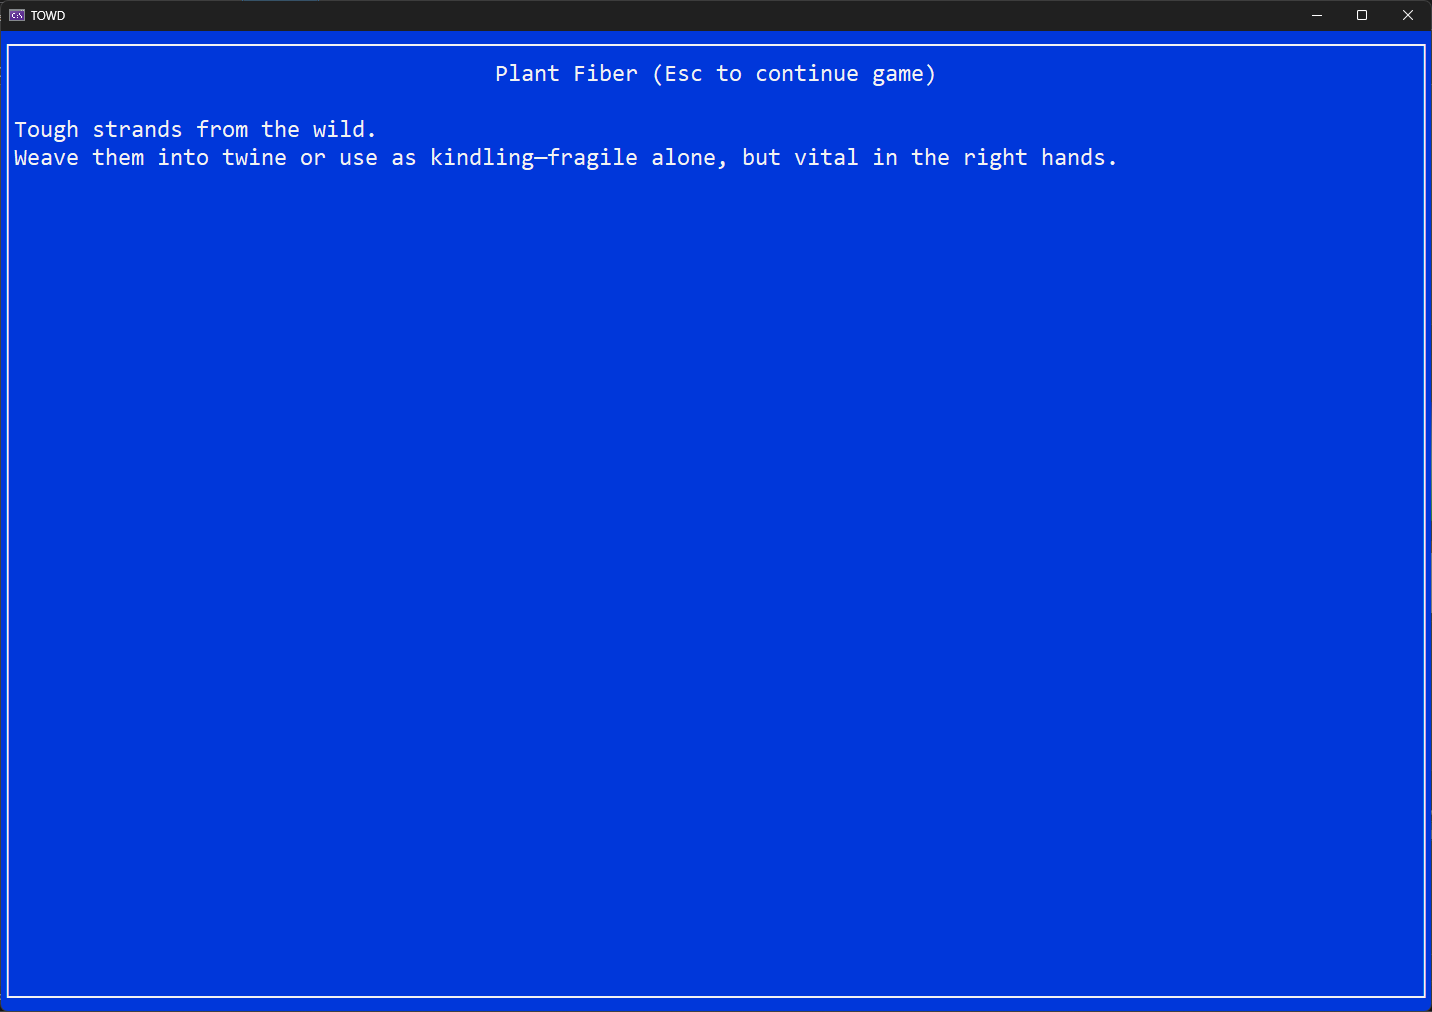 TOWD
Plant Fiber (Esc to continue game)
Tough strands from the wild.
Weave them into twine or use as kindling—fragile alone, but vital in the right hands.